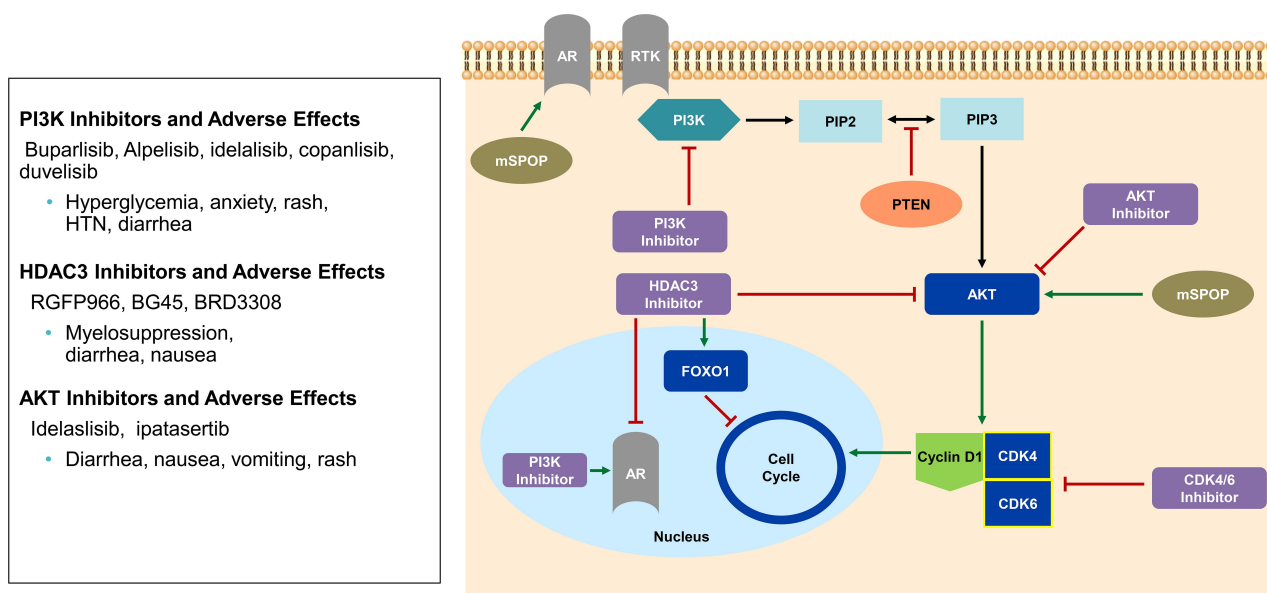 PI3K Inhibitors and Adverse Effects
Buparlisib, Alpelisib, idelalisib, copanlisib,
duvelisib
• Hyperglycemia, anxiety, rash,
HTN, diarrhea
HDAC3 Inhibitors and Adverse Effects
RGFP966, BG45, BRD3308
• Myelosuppression,
diarrhea, nausea
AKT Inhibitors and Adverse Effects
Idelaslisib, ipatasertib
• Diarrhea, nausea, vomiting, rash
AR
RTK
mSPOP
PI3K
PIP2
PIP3
PTEN
PI3K
Inhibitor
AKT
Inhibitor
HDAC3
Inhibitor
AKT
mSPOP
FOXO1
PI3K
Inhibitor
AR
Cell
Cycle
Cyclin D1
CDK4
CDK6
CDK4/6
Inhibitor
Nucleus